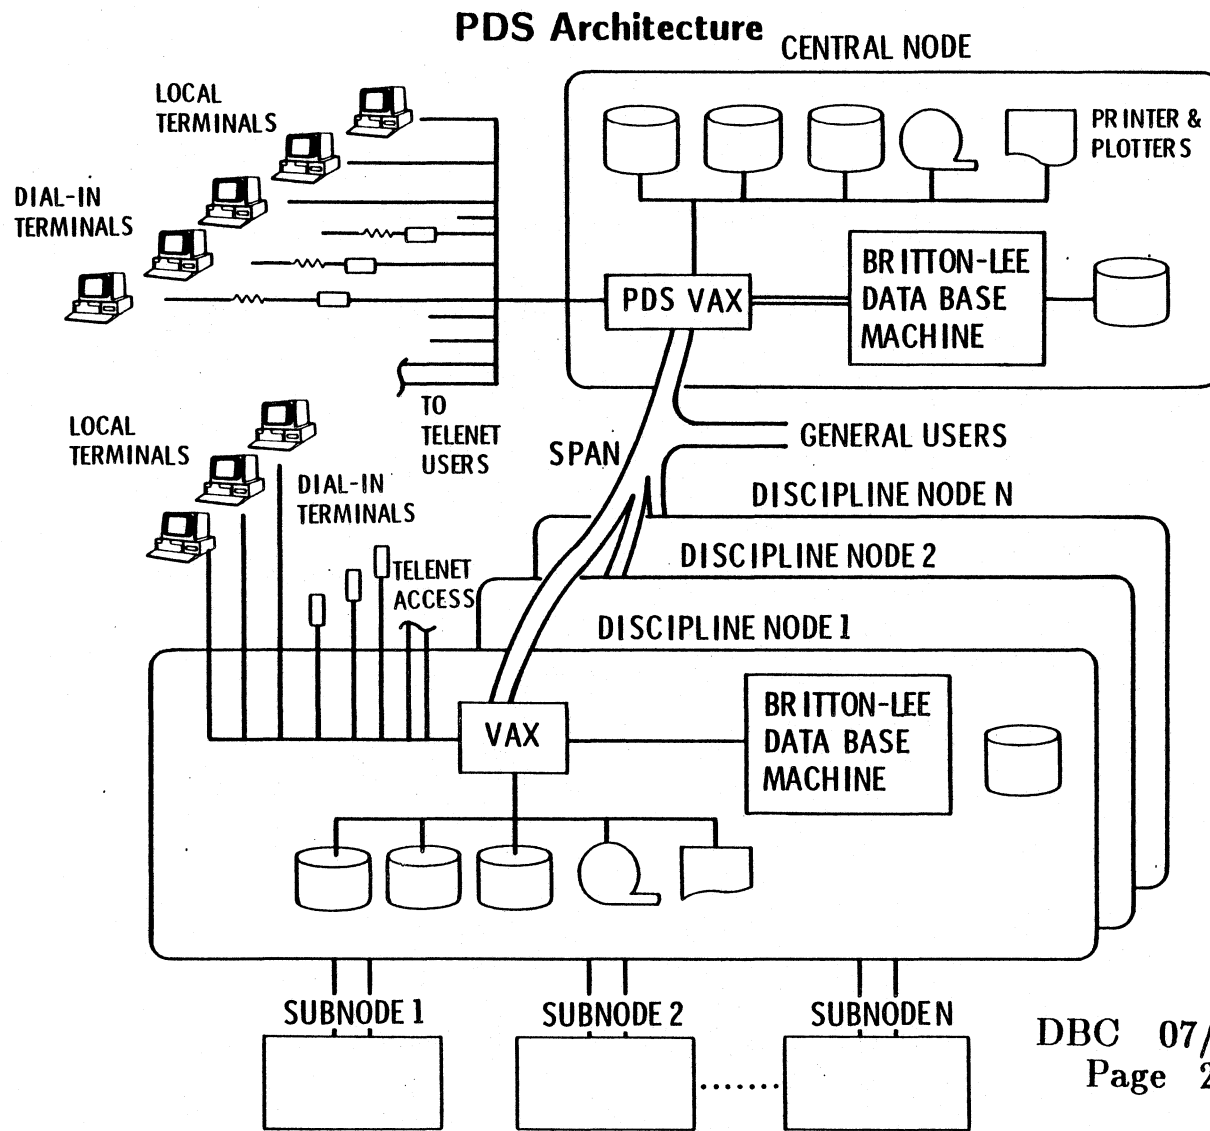 PDS Architecture
CENTRAL NODE
LOCAL
TERMINALS
PRINTER &
PLOTTERS
DIAL-IN
TERMINALS
BRITTON-LEE
DATA BASE
MACHINE
PDS VAX
TO
TELENET
USERS
LOCAL
TERMINALS
SPAN
GENERAL USERS
DIAL-IN
TERMINALS
DISCIPLINE NODE N
DISCIPLINE NODE 2
TELENET
ACCESS
DISCIPLINE NODE 1
BRITTON-LEE
DATA BASE
MACHINE
VAX
SUBNODE 1
SUBNODE 2
SUBNODE N
DBC 07/
Page 2